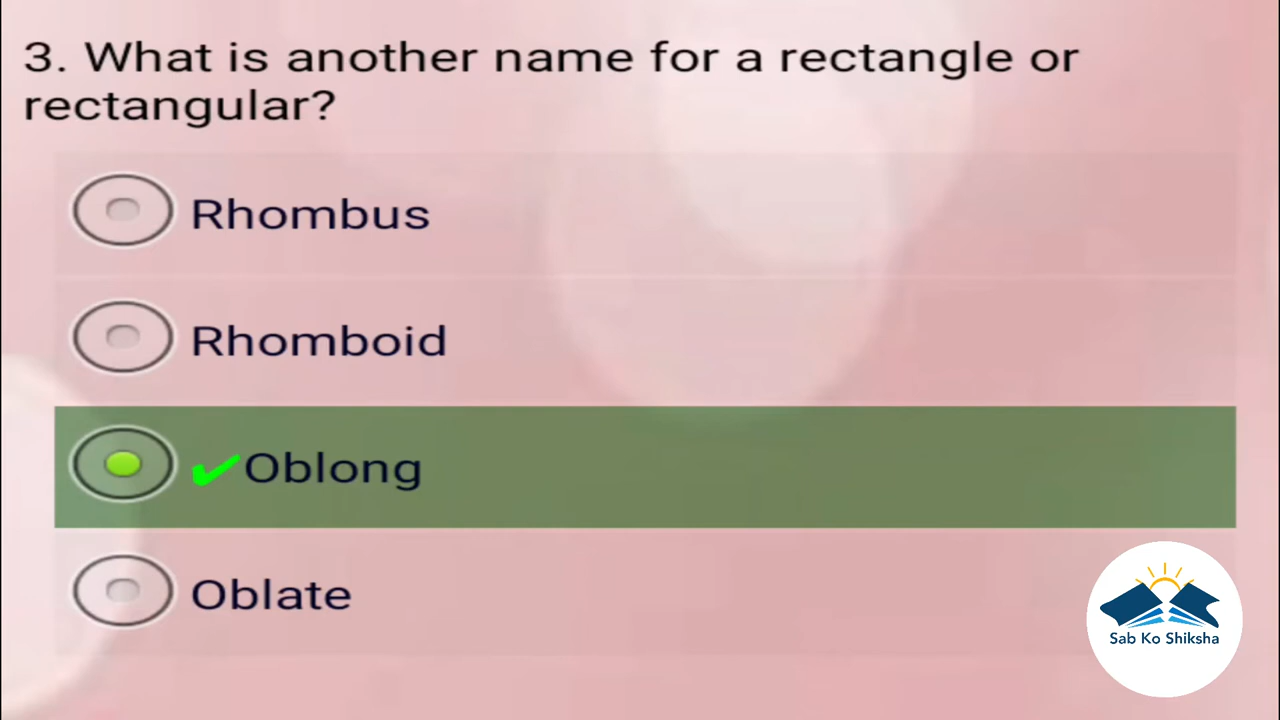 3. What is another name for a rectangle or
rectangular?
Rhombus
Rhomboid
✔Oblong
Oblate
Sab Ko Shiksha